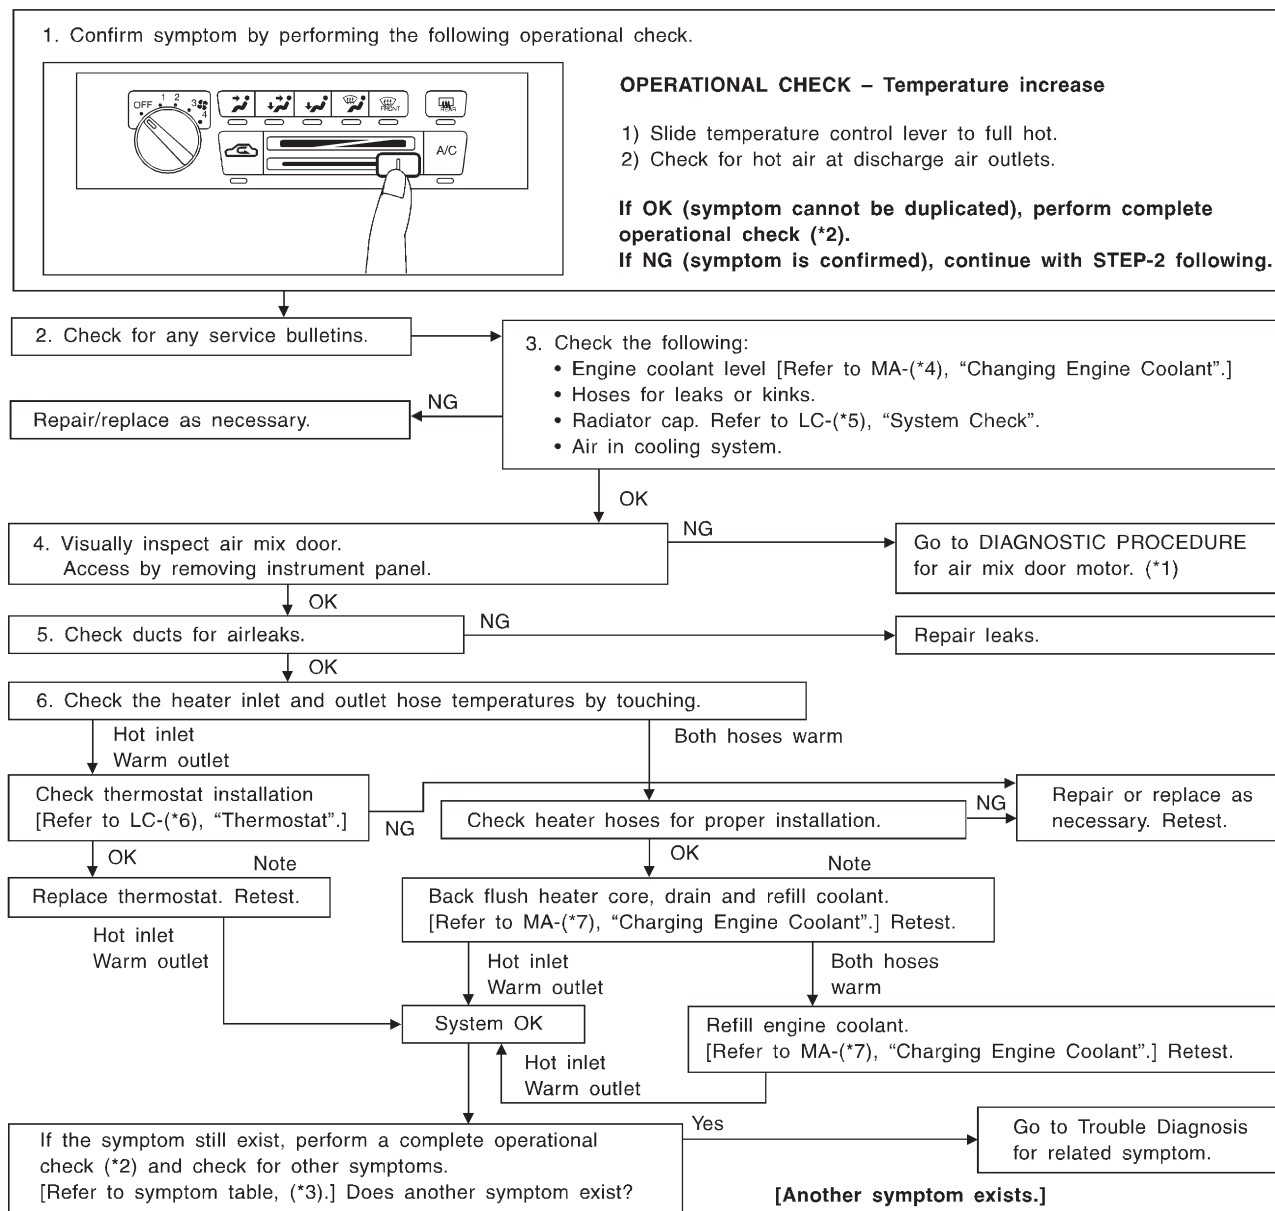 1. Confirm symptom by performing the following operational check.
OFF
1
2
3
4
FRONT
REAR
A/C
OPERATIONAL CHECK – Temperature increase
1) Slide temperature control lever to full hot.
2) Check for hot air at discharge air outlets.
If OK (symptom cannot be duplicated), perform complete
operational check (*2).
If NG (symptom is confirmed), continue with STEP-2 following.
2. Check for any service bulletins.
3. Check the following:
• Engine coolant level [Refer to MA-(*4), “Changing Engine Coolant”.]
• Hoses for leaks or kinks.
• Radiator cap. Refer to LC-(*5), “System Check”.
• Air in cooling system.
NG
Repair/replace as necessary.
OK
4. Visually inspect air mix door.
Access by removing instrument panel.
NG
Go to DIAGNOSTIC PROCEDURE
for air mix door motor. (*1)
OK
5. Check ducts for airleaks.
NG
Repair leaks.
OK
6. Check the heater inlet and outlet hose temperatures by touching.
Hot inlet
Warm outlet
Both hoses warm
Check thermostat installation
[Refer to LC-(*6), “Thermostat”.]
NG
Check heater hoses for proper installation.
NG
Repair or replace as
necessary. Retest.
OK
Note
OK
Note
Replace thermostat. Retest.
Back flush heater core, drain and refill coolant.
[Refer to MA-(*7), “Charging Engine Coolant”.] Retest.
Hot inlet
Warm outlet
Hot inlet
Warm outlet
Both hoses
warm
System OK
Refill engine coolant.
[Refer to MA-(*7), “Charging Engine Coolant”.] Retest.
Hot inlet
Warm outlet
If the symptom still exist, perform a complete operational
check (*2) and check for other symptoms.
[Refer to symptom table, (*3).] Does another symptom exist?
Yes
Go to Trouble Diagnosis
for related symptom.
[Another symptom exists.]